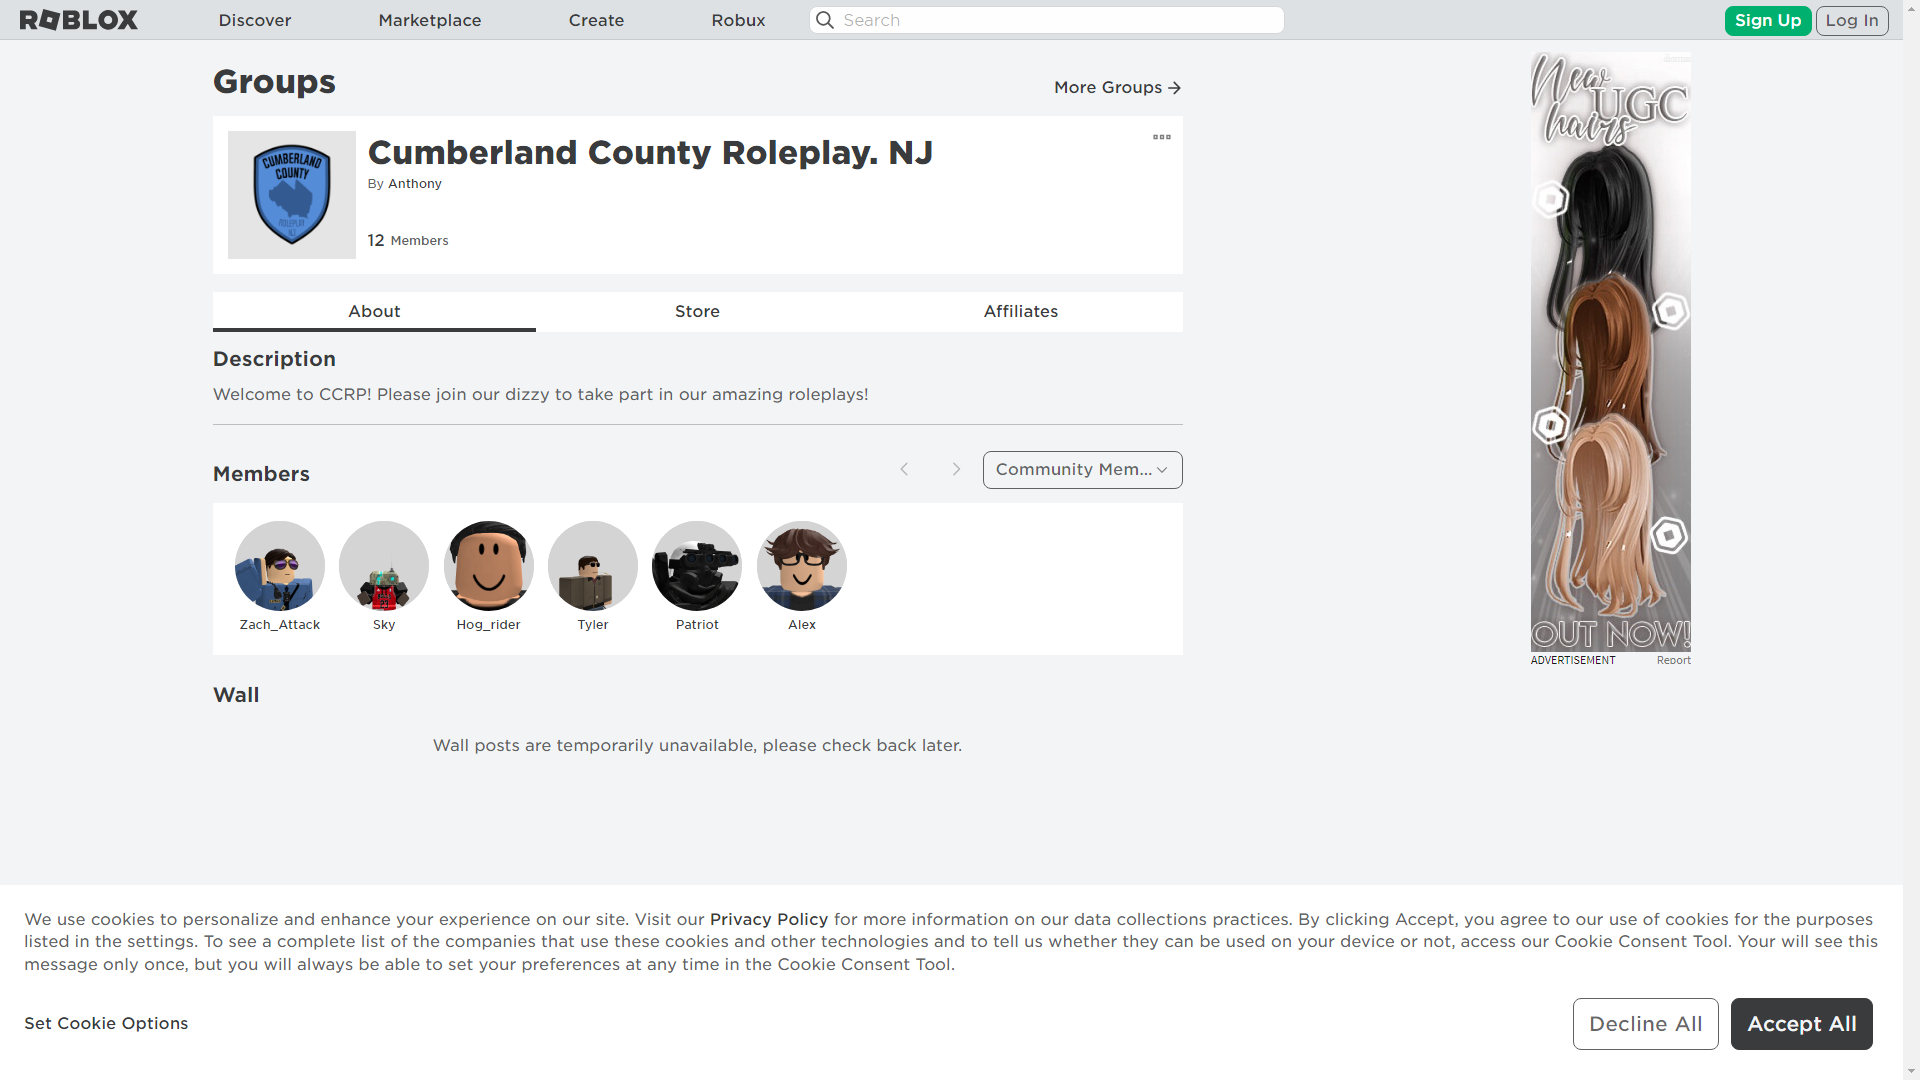 ROBLOX
Discover
Marketplace
Create
Robux
Search
Sign Up
Log In
Groups
More Groups
CUMBERLAND
COUNTY
ROLEPLAY
NJ
Cumberland County Roleplay. NJ
By Anthony
12 Members
About
Store
Affiliates
Description
Welcome to CCRP! Please join our dizzy to take part in our amazing roleplays!
Members
Community Mem...
Zach_Attack
Sky
Hog_rider
Tyler
Patriot
Alex
Wall
Wall posts are temporarily unavailable, please check back later.
New
UGC
hairs
OUT NOW!
ADVERTISEMENT
Report
We use cookies to personalize and enhance your experience on our site. Visit our Privacy Policy for more information on our data collections practices. By clicking Accept, you agree to our use of cookies for the purposes
listed in the settings. To see a complete list of the companies that use these cookies and other technologies and to tell us whether they can be used on your device or not, access our Cookie Consent Tool. Your will see this
message only once, but you will always be able to set your preferences at any time in the Cookie Consent Tool.
Set Cookie Options
Decline All
Accept All